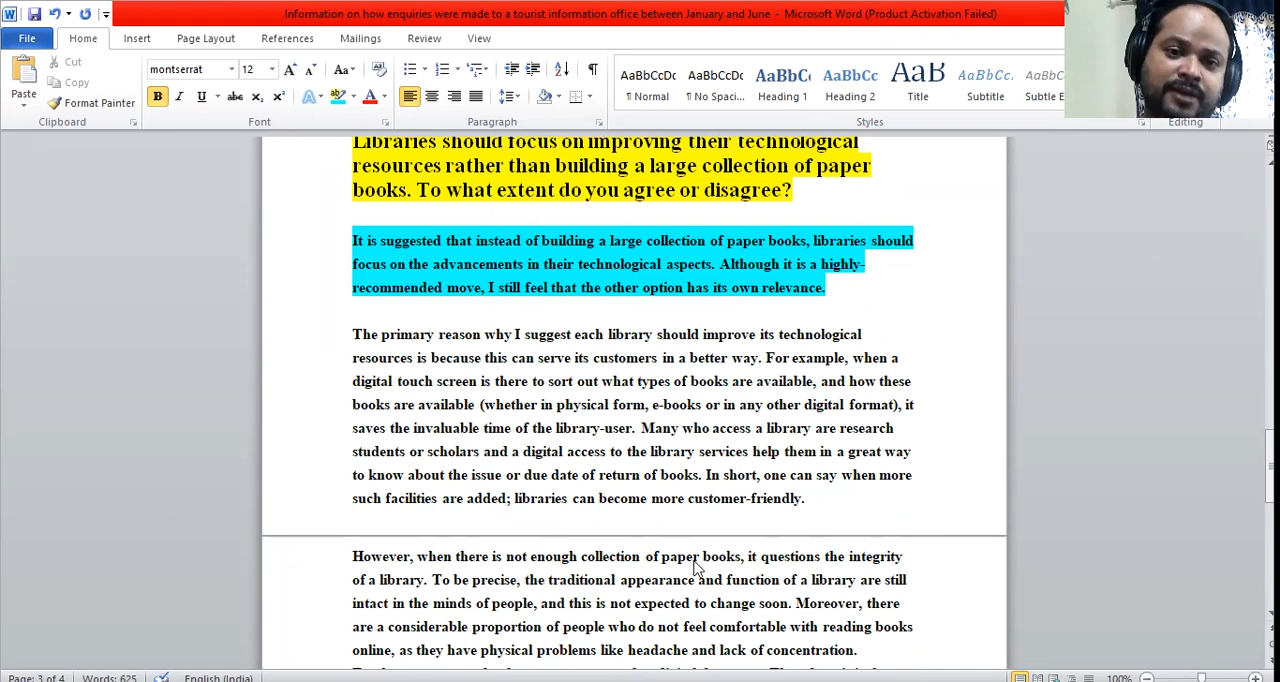 Information on how enquiries were made to a tourist information office between January and June - Microsoft Word (Product Activation Failed)
File Home Insert Page Layout References Mailings Review View
Cut
Copy
Format Painter
Paste
Clipboard
montserrat 12
Font
Paragraph
AaBbCcDc AaBbCcDc AaBbCc AaBbCc AaB AaBbCc. AaBbCc
¶ Normal ¶ No Spaci... Heading 1 Heading 2 Title Subtitle Subtle E
Styles
Editing
Libraries should focus on improving their technological
resources rather than building a large collection of paper
books. To what extent do you agree or disagree?
It is suggested that instead of building a large collection of paper books, libraries should
focus on the advancements in their technological aspects. Although it is a highly-
recommended move, I still feel that the other option has its own relevance.
The primary reason why I suggest each library should improve its technological
resources is because this can serve its customers in a better way. For example, when a
digital touch screen is there to sort out what types of books are available, and how these
books are available (whether in physical form, e-books or in any other digital format), it
saves the invaluable time of the library-user. Many who access a library are research
students or scholars and a digital access to the library services help them in a great way
to know about the issue or due date of return of books. In short, one can say when more
such facilities are added; libraries can become more customer-friendly.
However, when there is not enough collection of paper books, it questions the integrity
of a library. To be precise, the traditional appearance and function of a library are still
intact in the minds of people, and this is not expected to change soon. Moreover, there
are a considerable proportion of people who do not feel comfortable with reading books
online, as they have physical problems like headache and lack of concentration.
Page: 3 of 4 Words: 625 English (India) 100%